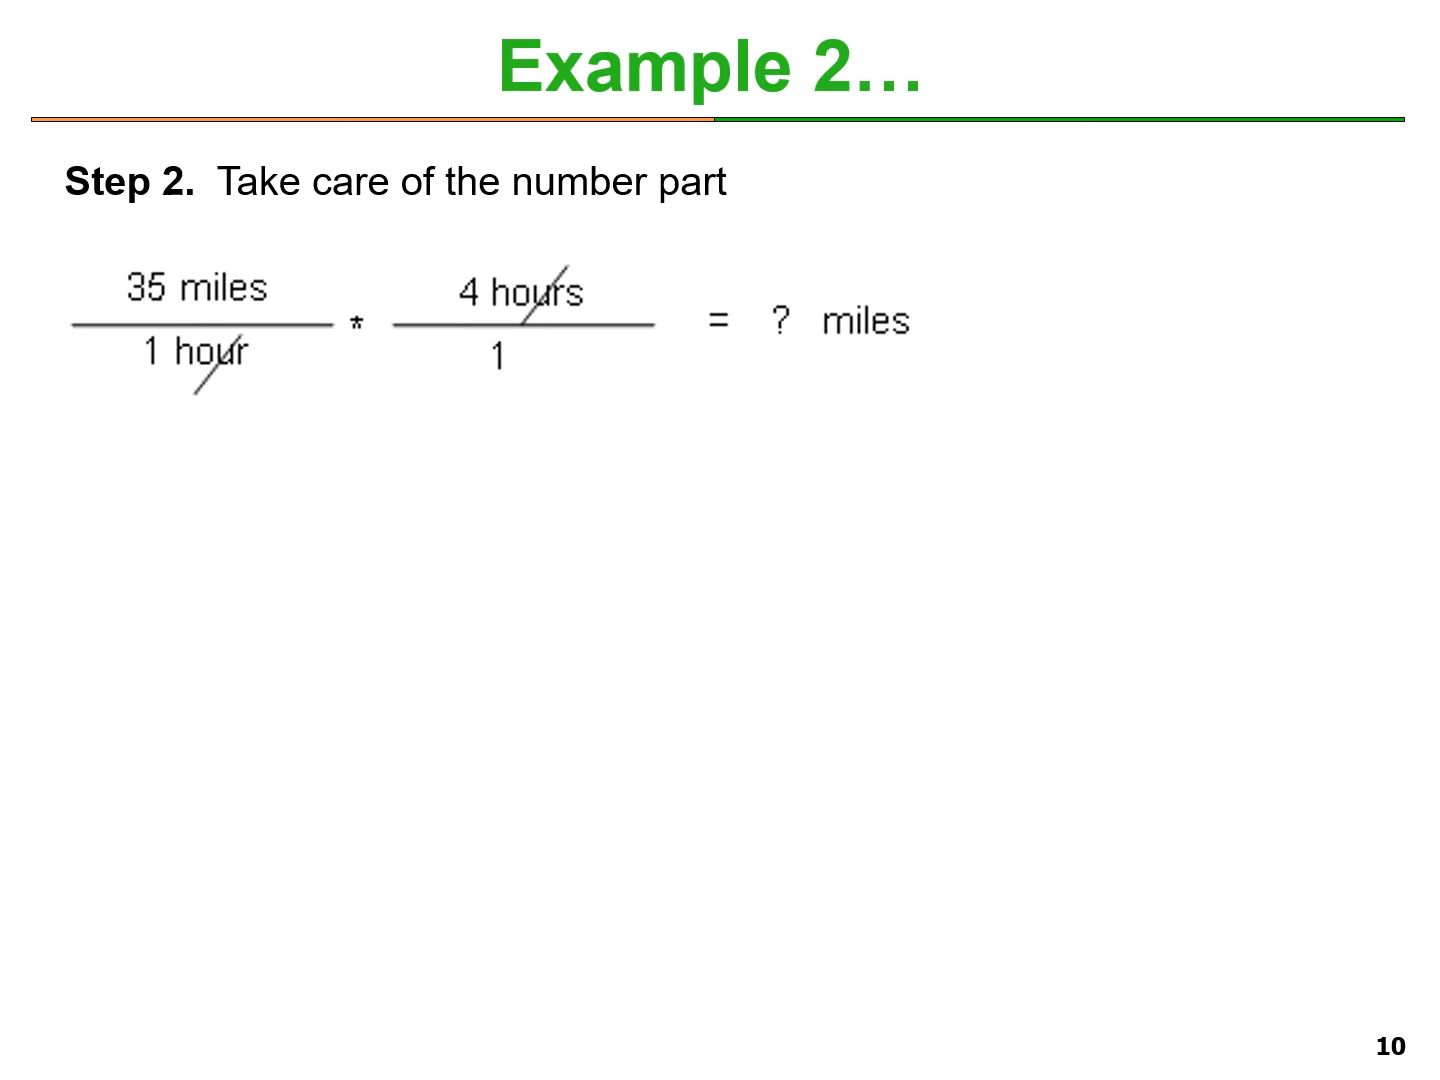 Example 2…
Step 2. Take care of the number part
35 miles
1 hour
*
4 hours
1
= ? miles
10